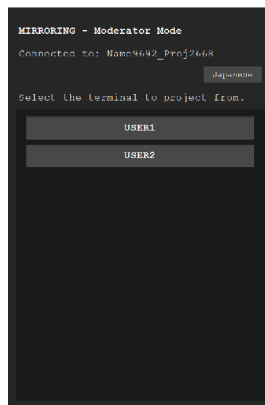 MIRRORING - Moderator Mode
Connected to: Name9692_Proj2668
Japanese
Select the terminal to project from.
USER1
USER2